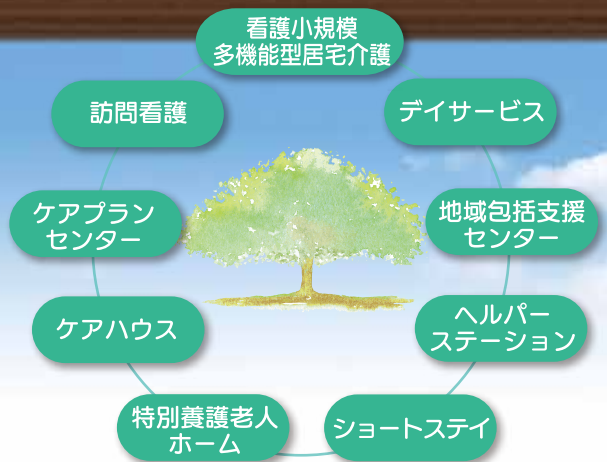 看護小規模
多機能型居宅介護
訪問看護
デイサービス
ケアプラン
センター
地域包括支援
センター
ケアハウス
ヘルパー
ステーション
特別養護老人
ホーム
ショートステイ